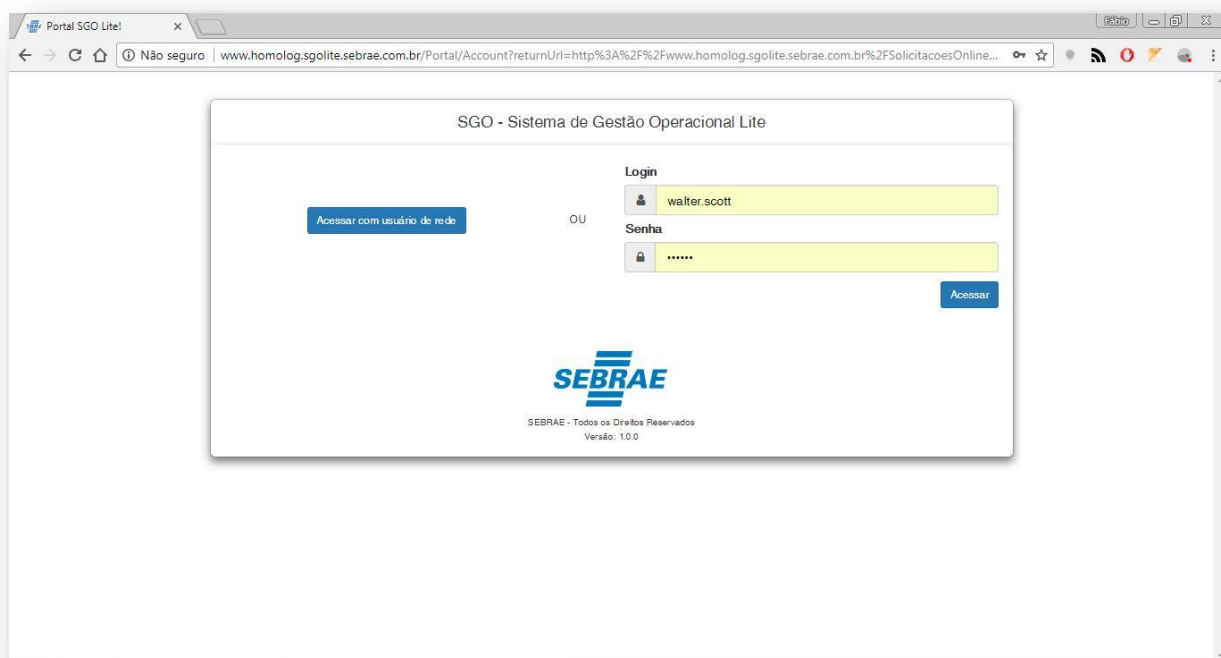 Portal SGO Lite!
Fábio
Não seguro | www.homolog.sgolite.sebrae.com.br/Portal/Account?returnUrl=http%3A%2F%2Fwww.homolog.sgolite.sebrae.com.br%2FSolicitacoesOnline...
SGO - Sistema de Gestão Operacional Lite
Login
walter.scott
Acessar com usuário de rede
OU
Senha
••••••
Acessar
SEBRAE
SEBRAE - Todos os Direitos Reservados
Versão: 1.0.0